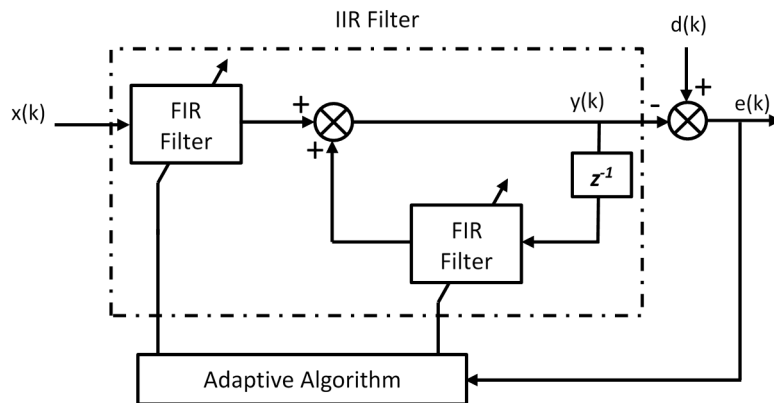 IIR Filter
d(k)
x(k)
FIR
Filter
+
+
y(k)
-
+
e(k)
z⁻¹
FIR
Filter
Adaptive Algorithm